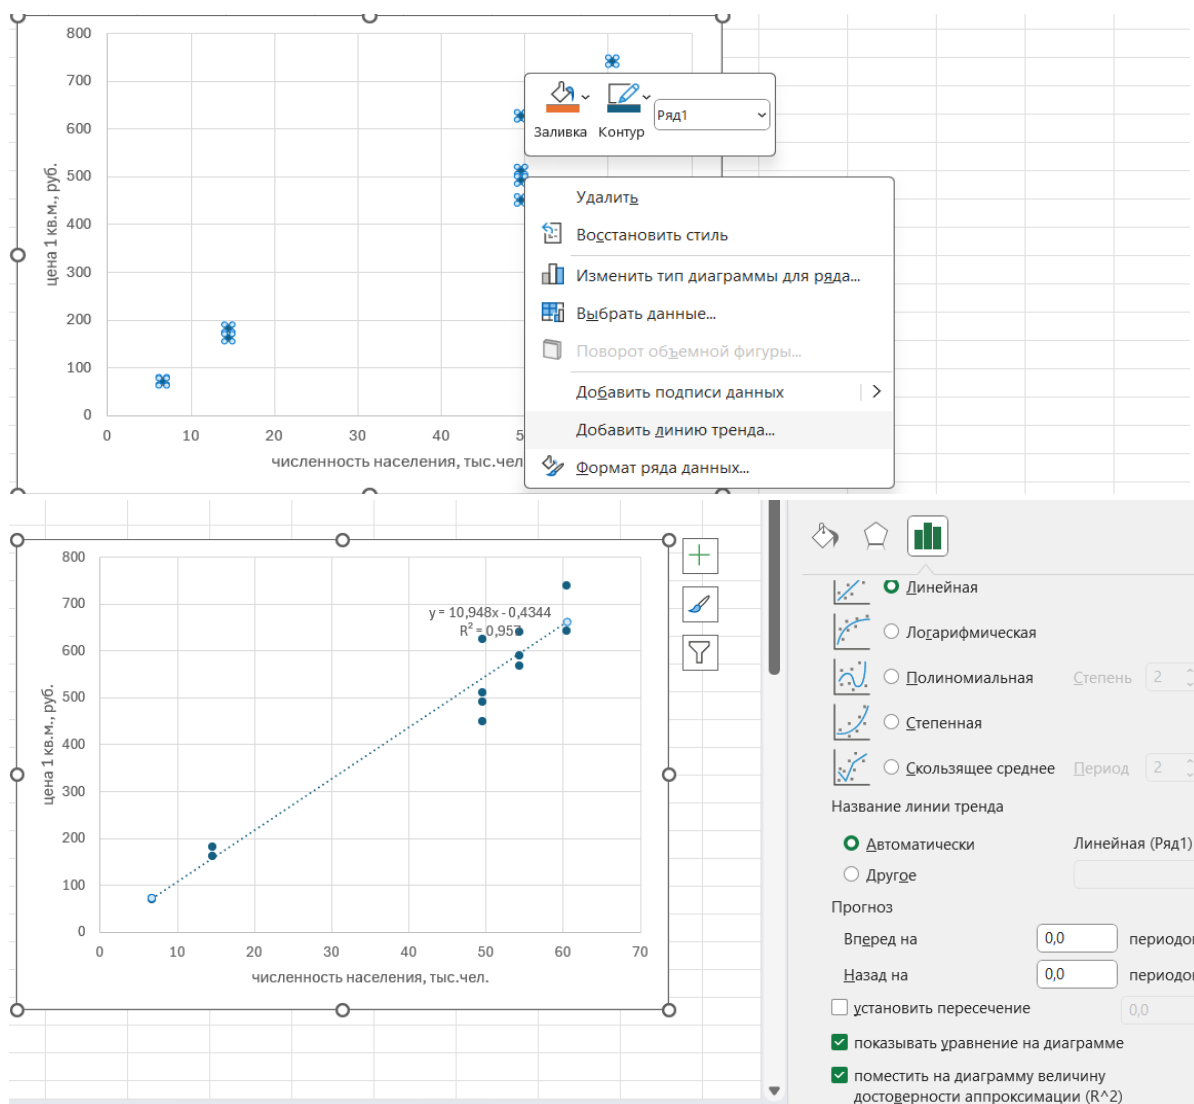 800
700
600
500
400
300
200
100
0
0 10 20 30 40 5
цена 1 кв.м., руб.
численность населения, тыс.чел
Заливка Контур Ряд1
Удалить
Восстановить стиль
Изменить тип диаграммы для ряда...
Выбрать данные...
Поворот объемной фигуры...
Добавить подписи данных
Добавить линию тренда...
Формат ряда данных...
800
700
600
500
400
300
200
100
0
0 10 20 30 40 50 60 70
y = 10,948x - 0,4344
R² = 0,957
цена 1 кв.м., руб.
численность населения, тыс.чел.
Линейная
Логарифмическая
Полиномиальная Степень 2
Степенная
Скользящее среднее Период 2
Название линии тренда
Автоматически Линейная (Ряд1)
Другое
Прогноз
Вперед на 0,0 периодов
Назад на 0,0 периодов
установить пересечение 0,0
показывать уравнение на диаграмме
поместить на диаграмму величину
достоверности аппроксимации (R^2)